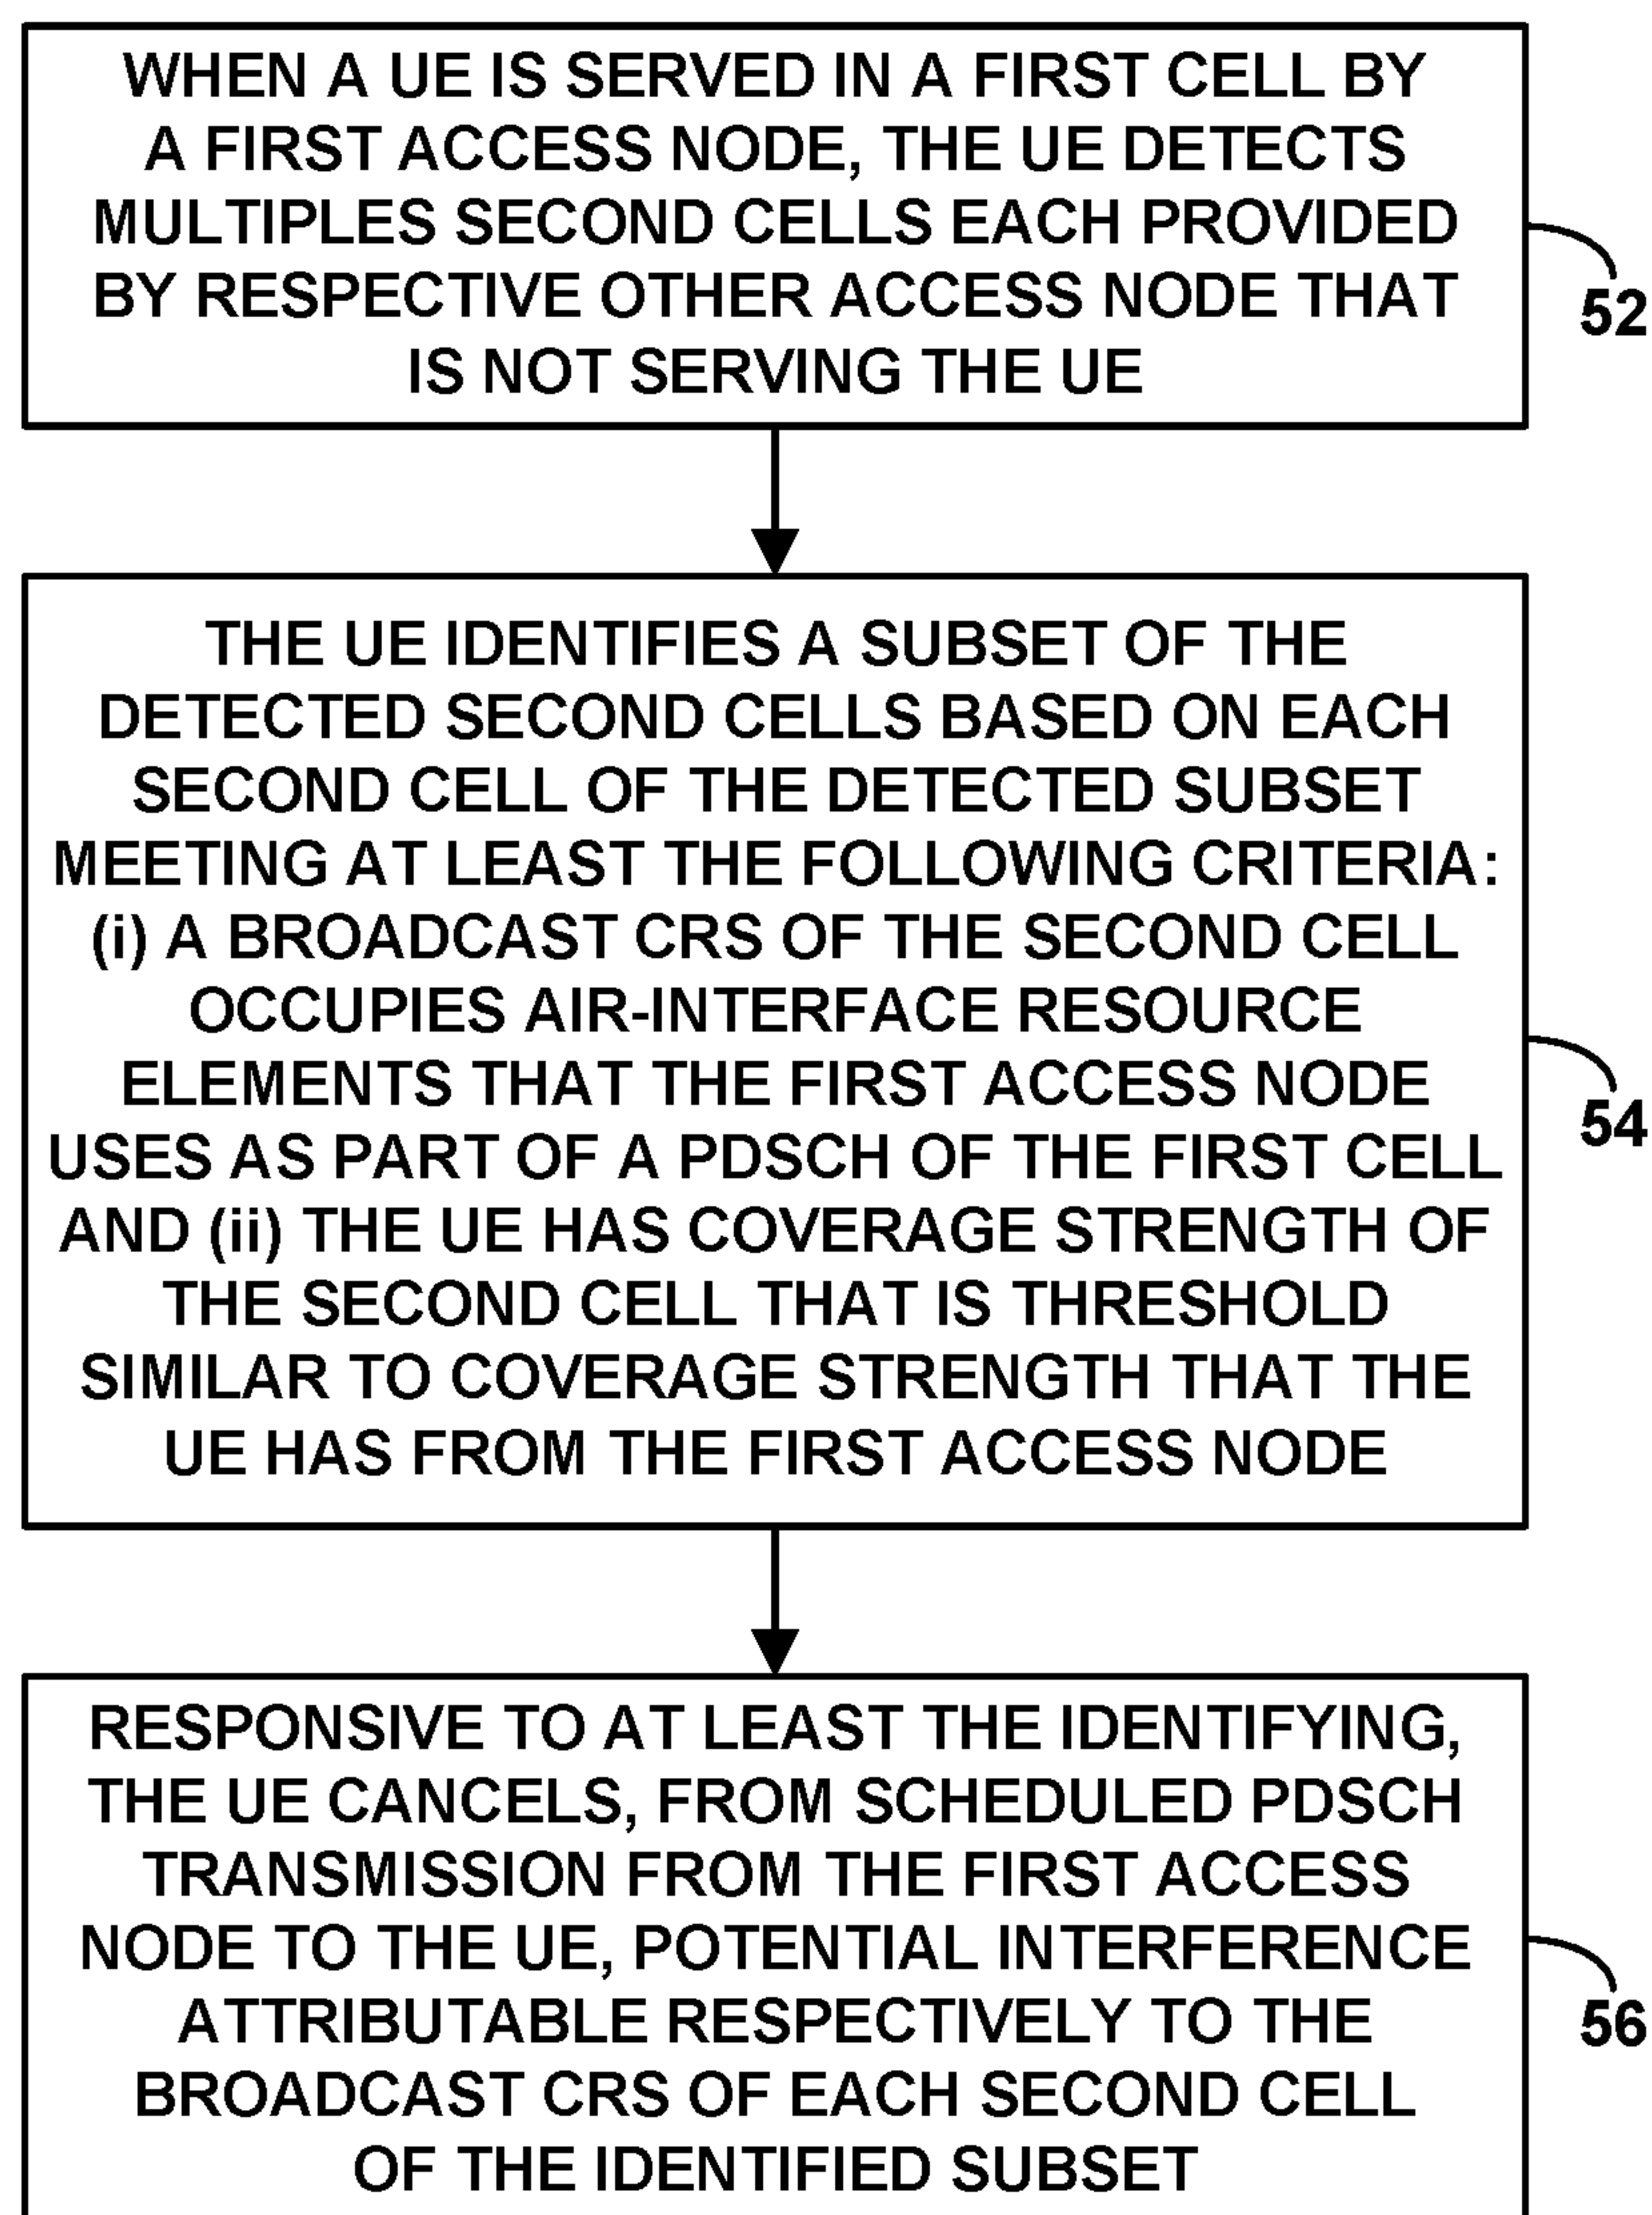 WHEN A UE IS SERVED IN A FIRST CELL BY
A FIRST ACCESS NODE, THE UE DETECTS
MULTIPLES SECOND CELLS EACH PROVIDED
BY RESPECTIVE OTHER ACCESS NODE THAT
IS NOT SERVING THE UE
52
THE UE IDENTIFIES A SUBSET OF THE
DETECTED SECOND CELLS BASED ON EACH
SECOND CELL OF THE DETECTED SUBSET
MEETING AT LEAST THE FOLLOWING CRITERIA:
(i) A BROADCAST CRS OF THE SECOND CELL
OCCUPIES AIR-INTERFACE RESOURCE
ELEMENTS THAT THE FIRST ACCESS NODE
USES AS PART OF A PDSCH OF THE FIRST CELL
AND (ii) THE UE HAS COVERAGE STRENGTH OF
THE SECOND CELL THAT IS THRESHOLD
SIMILAR TO COVERAGE STRENGTH THAT THE
UE HAS FROM THE FIRST ACCESS NODE
54
RESPONSIVE TO AT LEAST THE IDENTIFYING,
THE UE CANCELS, FROM SCHEDULED PDSCH
TRANSMISSION FROM THE FIRST ACCESS
NODE TO THE UE, POTENTIAL INTERFERENCE
ATTRIBUTABLE RESPECTIVELY TO THE
BROADCAST CRS OF EACH SECOND CELL
OF THE IDENTIFIED SUBSET
56